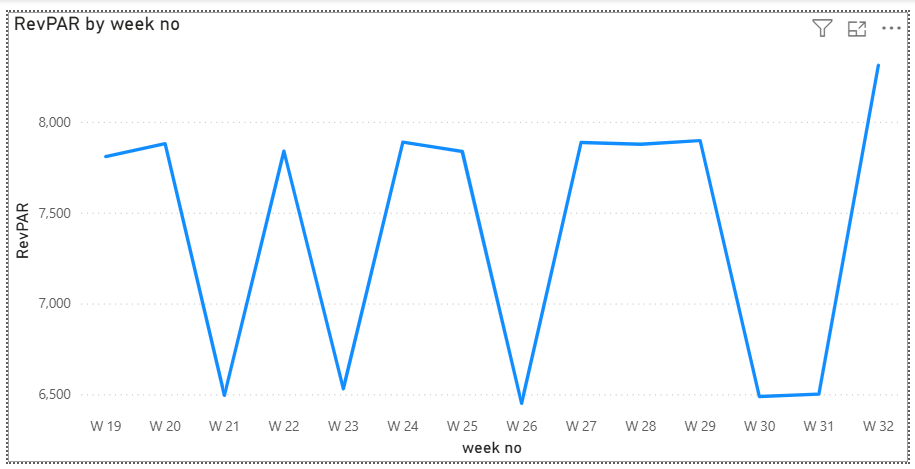 RevPAR by week no
8,000
7,500
7,000
6,500
RevPAR
W 19 W 20 W 21 W 22 W 23 W 24 W 25 W 26 W 27 W 28 W 29 W 30 W 31 W 32
week no